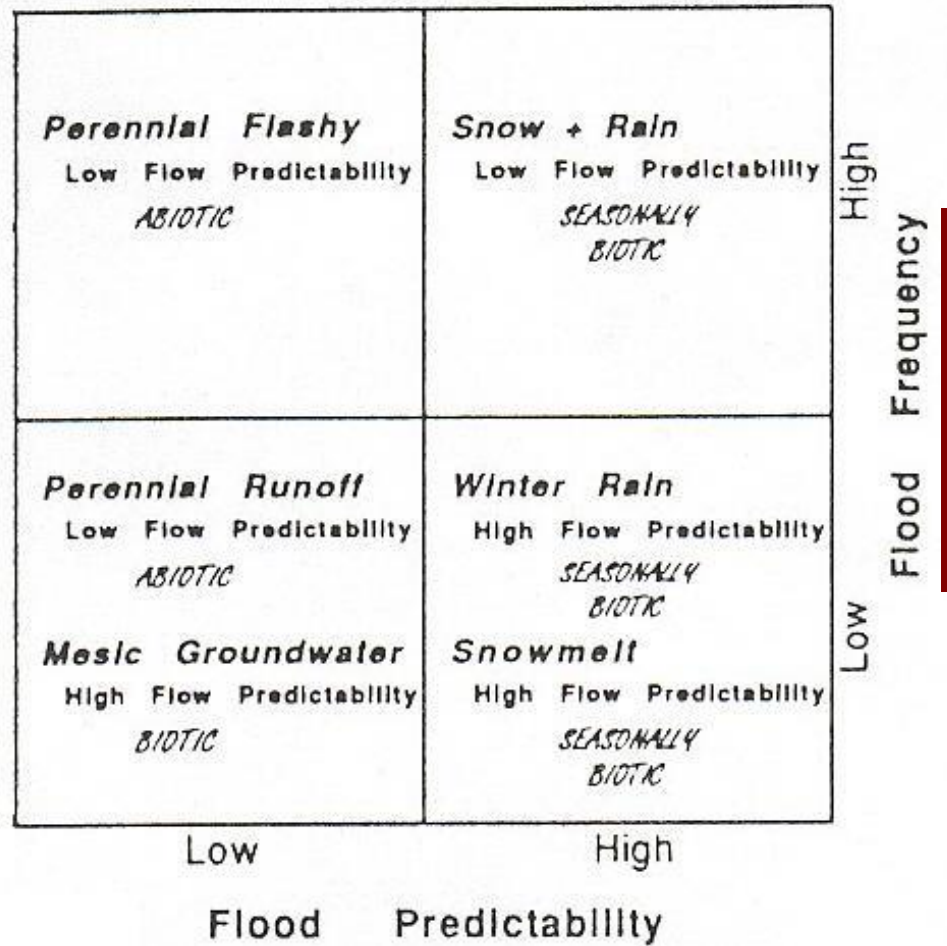 Perennial Flashy
Low Flow Predictability
ABIOTIC
Snow + Rain
Low Flow Predictability
SEASONALLY
BIOTIC
Perennial Runoff
Low Flow Predictability
ABIOTIC
Mesic Groundwater
High Flow Predictability
BIOTIC
Winter Rain
High Flow Predictability
SEASONALLY
BIOTIC
Snowmelt
High Flow Predictability
SEASONALLY
BIOTIC
High
Low
Flood Frequency
Low
High
Flood Predictability